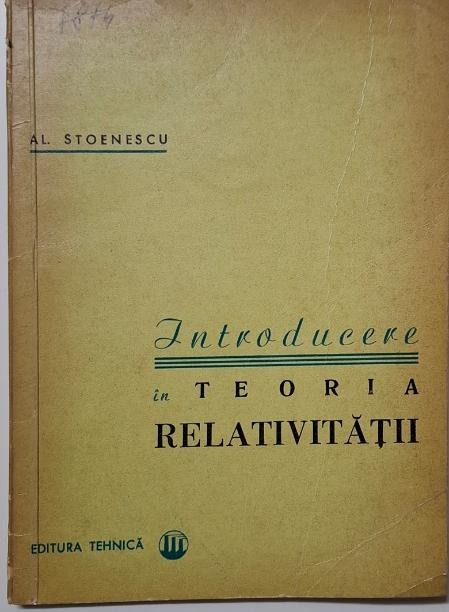 AL. STOENESCU
Introducere
în TEORIA
RELATIVITĂȚII
EDITURA TEHNICĂ